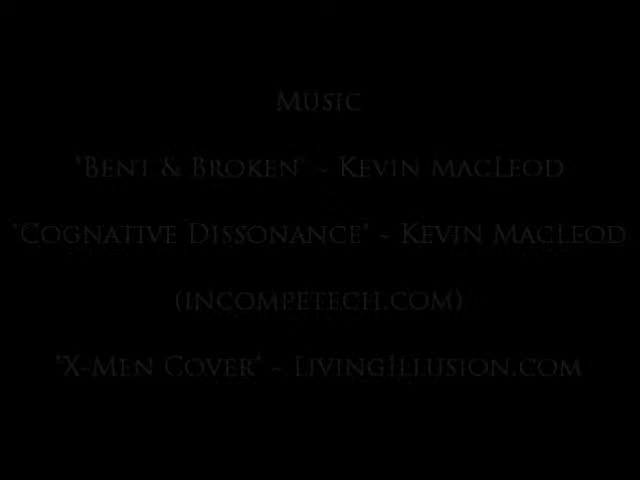 Music
"Bent & Broken" ~ Kevin MacLeod
"Cognative Dissonance" ~ Kevin MacLeod
(incompetech.com)
"X-Men Cover" ~ LivingIllusion.com